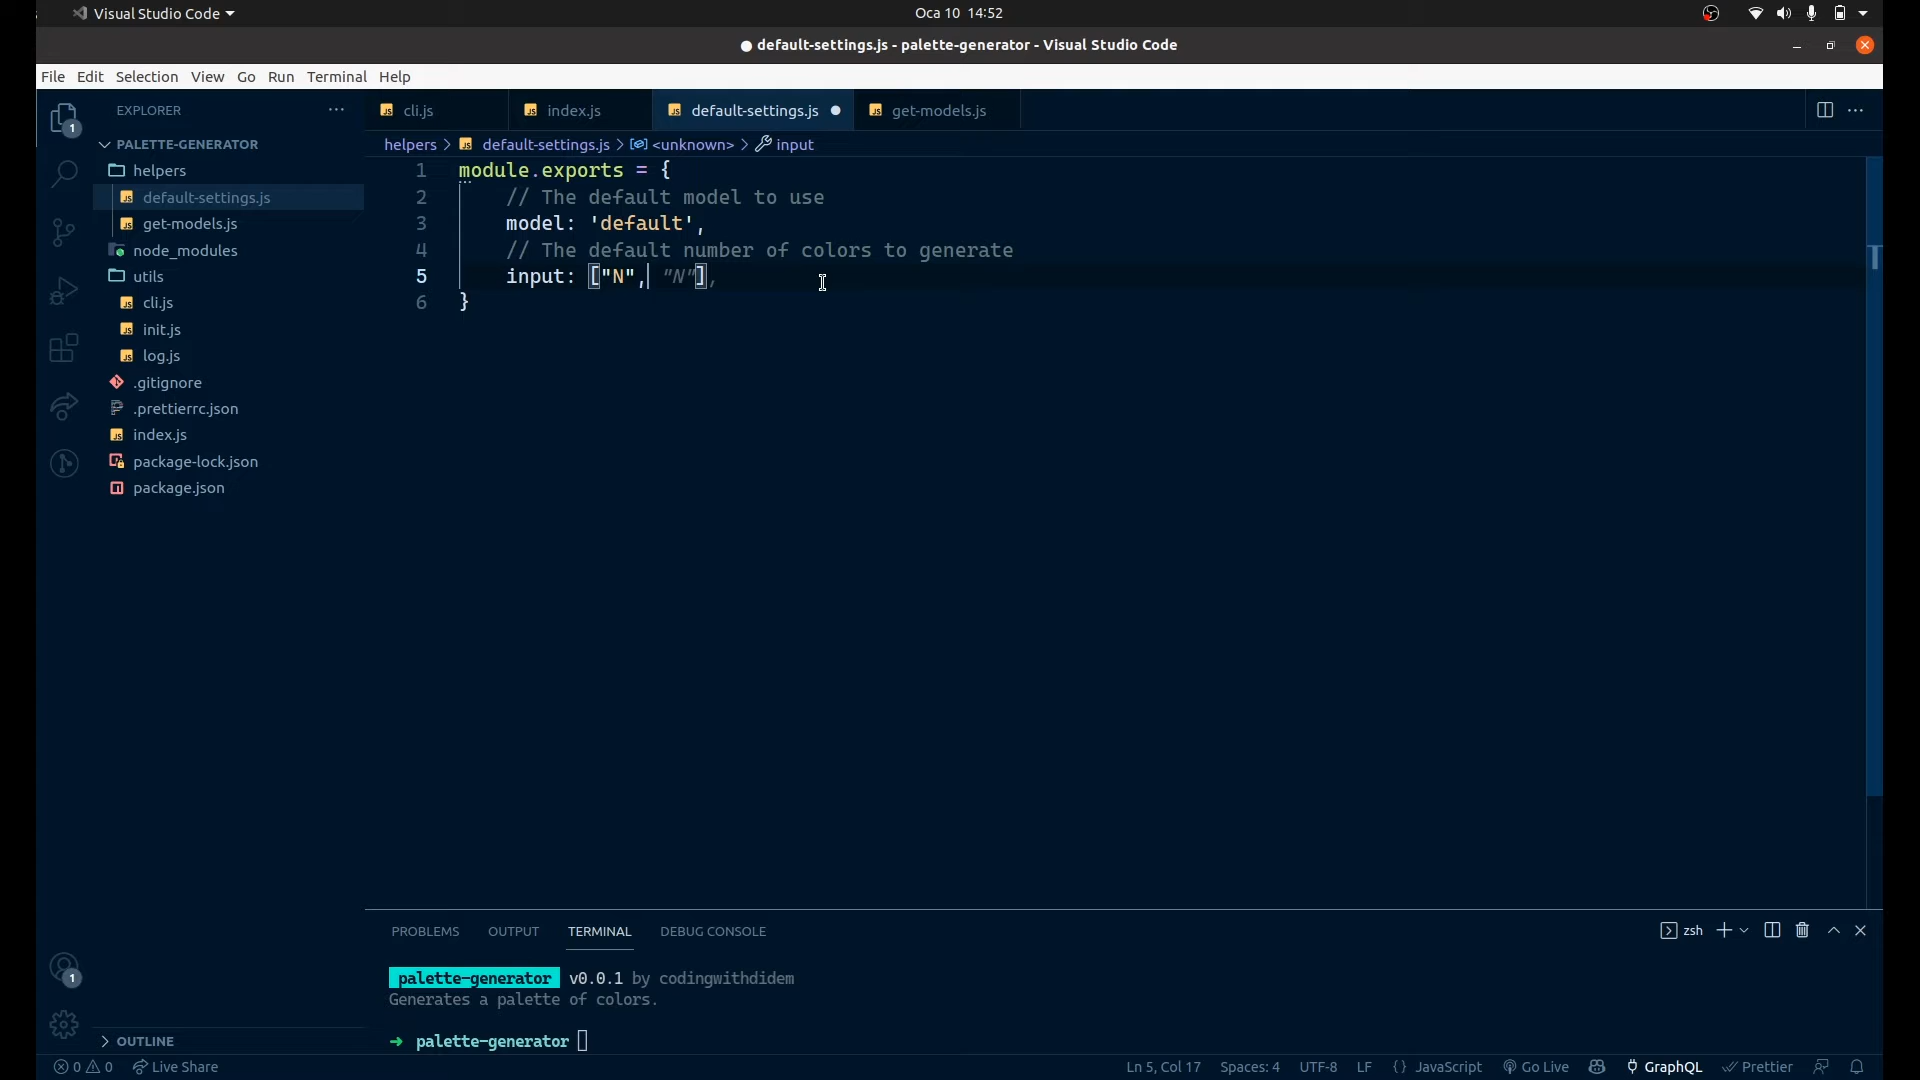 Visual Studio Code
Oca 10 14:52
● default-settings.js - palette-generator - Visual Studio Code
File Edit Selection View Go Run Terminal Help
EXPLORER
PALETTE-GENERATOR
helpers
default-settings.js
get-models.js
node_modules
utils
cli.js
init.js
log.js
.gitignore
.prettierrc.json
index.js
package-lock.json
package.json
OUTLINE
1
1
cli.js
index.js
default-settings.js ●
get-models.js
helpers > default-settings.js > <unknown> > input
1 module.exports = {
2 // The default model to use
3 model: 'default',
4 // The default number of colors to generate
5 input: ["N", "N"],
6 }
PROBLEMS OUTPUT TERMINAL DEBUG CONSOLE
zsh
palette-generator v0.0.1 by codingwithdidem
Generates a palette of colors.
➜ palette-generator
0 0 Live Share
Ln 5, Col 17 Spaces: 4 UTF-8 LF {} JavaScript Go Live GraphQL Prettier